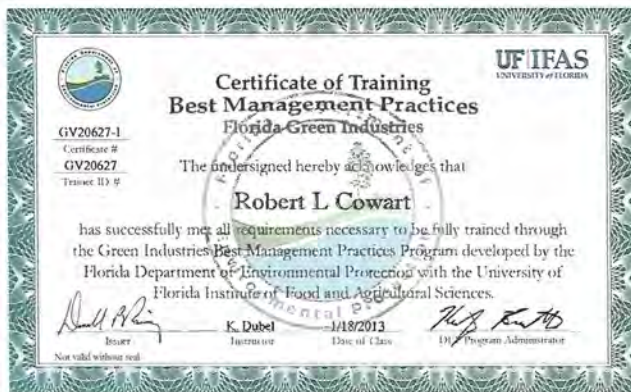 UF IFAS
UNIVERSITY of FLORIDA
Certificate of Training
Best Management Practices
Florida Green Industries
GV20627-1
Certificate #
GV20627
Trainee ID #
The undersigned hereby acknowledges that
Robert L Cowart
has successfully met all requirements necessary to be fully trained through
the Green Industries Best Management Practices Program developed by the
Florida Department of Environmental Protection with the University of
Florida Institute of Food and Agricultural Sciences.
K. Dubel
1/18/2013
Issuer
Instructor
Date of Class
DEP Program Administrator
Not valid without seal